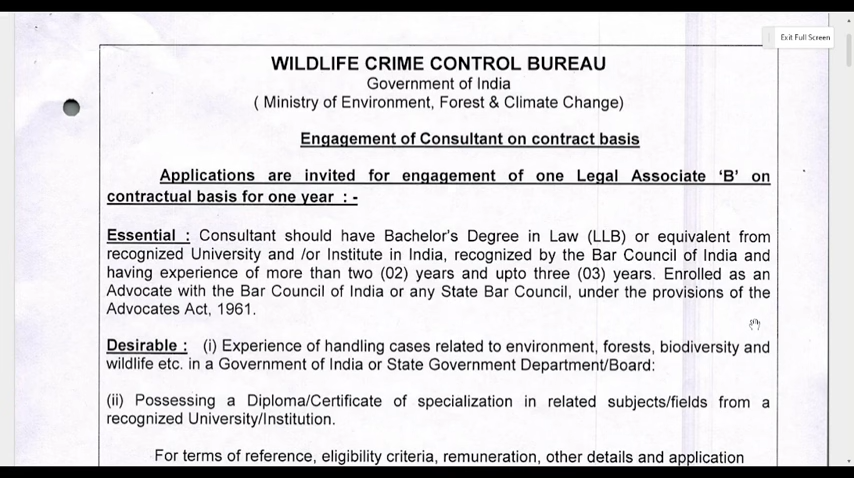 Exit Full Screen
WILDLIFE CRIME CONTROL BUREAU
Government of India
( Ministry of Environment, Forest & Climate Change)
Engagement of Consultant on contract basis
Applications are invited for engagement of one Legal Associate ‘B’ on
contractual basis for one year : -
Essential : Consultant should have Bachelor's Degree in Law (LLB) or equivalent from
recognized University and /or Institute in India, recognized by the Bar Council of India and
having experience of more than two (02) years and upto three (03) years. Enrolled as an
Advocate with the Bar Council of India or any State Bar Council, under the provisions of the
Advocates Act, 1961.
Desirable : (i) Experience of handling cases related to environment, forests, biodiversity and
wildlife etc. in a Government of India or State Government Department/Board:
(ii) Possessing a Diploma/Certificate of specialization in related subjects/fields from a
recognized University/Institution.
For terms of reference, eligibility criteria, remuneration, other details and application